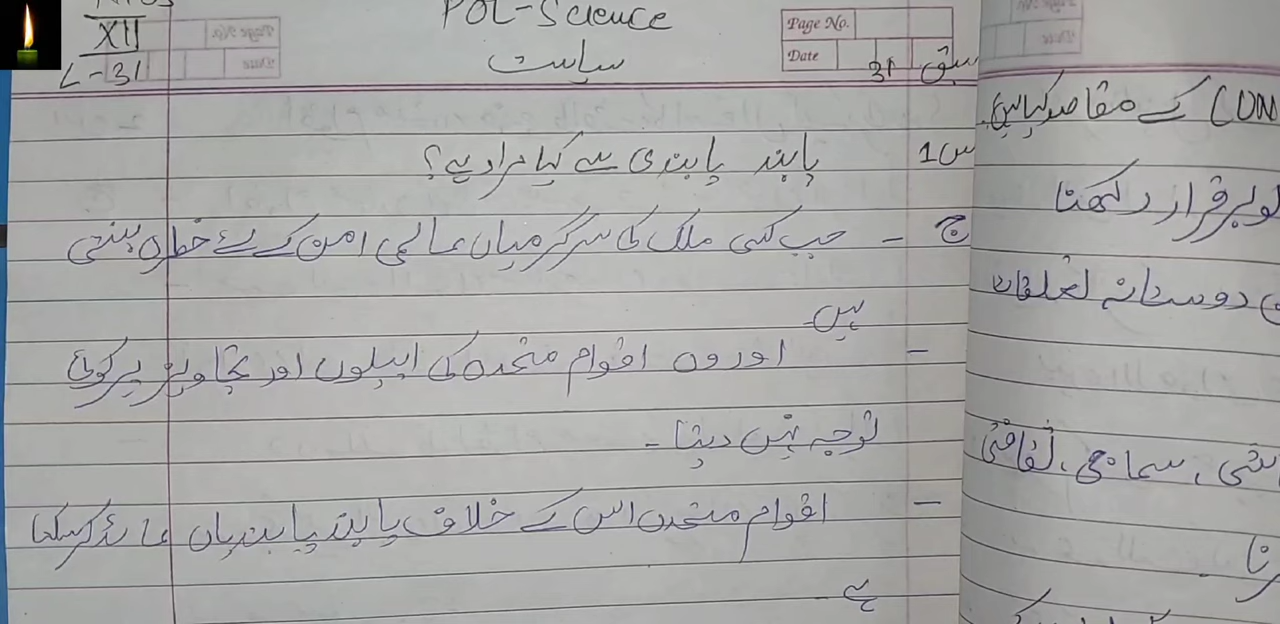 NIOS
XII
L-31
POL-Science
سیاست
Page No.
Date
سبق 31
س1 پابند پابندی سے کیا مراد ہے؟
ج - جب کسی ملک کی سرگرمیاں عالمی امن کے لئے خطرہ بنتی
ہیں
- اور وہ اقوام متحدہ کی اپیلوں اور تجاویز پر کوئی
توجہ نہیں دیتا -
- اقوام متحدہ اس کے خلاف پابند پابندیاں عائد کر سکتا
ہے
کے مقاصد کیا ہیں
برقرار رکھنا
دوستانہ تعلقات
سماجی، ثقافتی